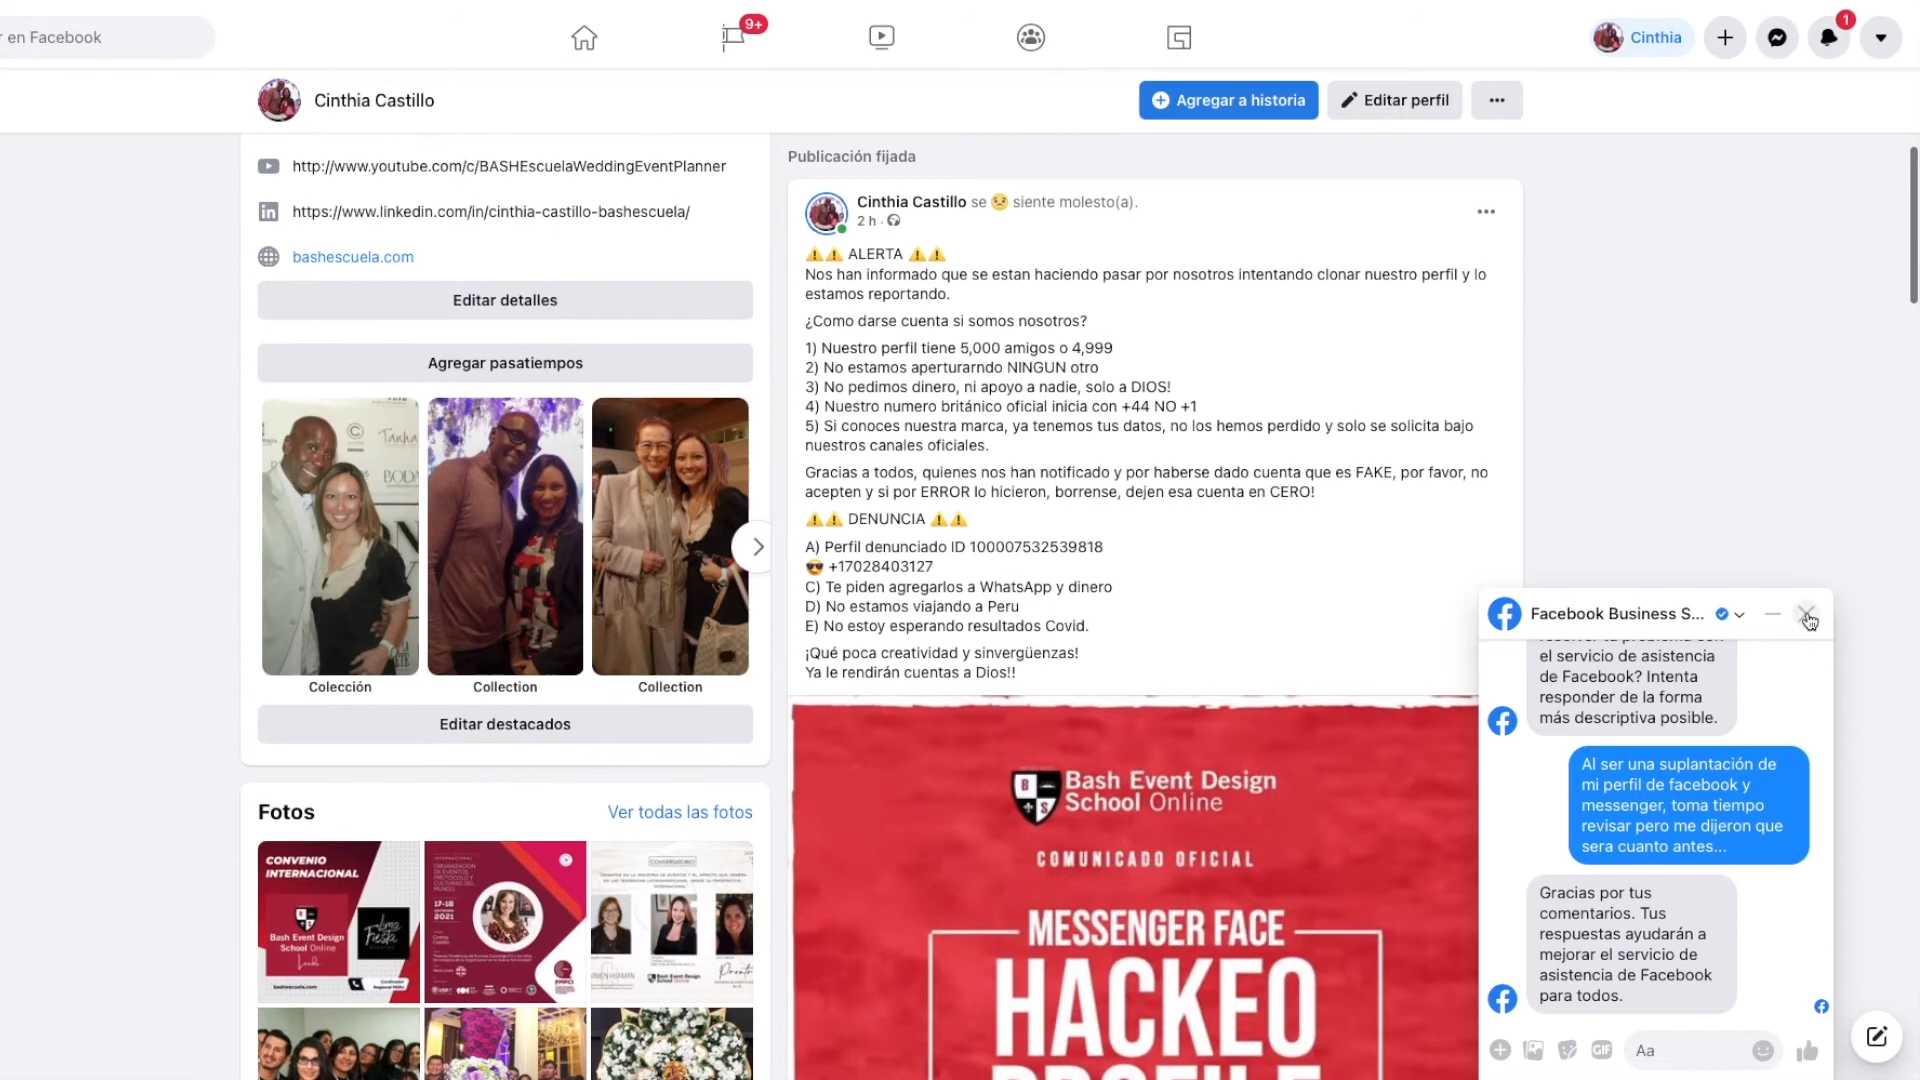 r en Facebook
9+
Cinthia
1
Cinthia Castillo
Agregar a historia
Editar perfil
http://www.youtube.com/c/BASHEscuelaWeddingEventPlanner
https://www.linkedin.com/in/cinthia-castillo-bashescuela/
bashescuela.com
Editar detalles
Agregar pasatiempos
Colección
Collection
Collection
Editar destacados
Fotos
Ver todas las fotos
CONVENIO
INTERNACIONAL
Bash Event Design
School Online
bashescuela.com
17-18
2021
Publicación fijada
Cinthia Castillo se siente molesto(a).
2 h ·
ALERTA
Nos han informado que se estan haciendo pasar por nosotros intentando clonar nuestro perfil y lo
estamos reportando.
¿Como darse cuenta si somos nosotros?
1) Nuestro perfil tiene 5,000 amigos o 4,999
2) No estamos aperturarndo NINGUN otro
3) No pedimos dinero, ni apoyo a nadie, solo a DIOS!
4) Nuestro numero británico oficial inicia con +44 NO +1
5) Si conoces nuestra marca, ya tenemos tus datos, no los hemos perdido y solo se solicita bajo
nuestros canales oficiales.
Gracias a todos, quienes nos han notificado y por haberse dado cuenta que es FAKE, por favor, no
acepten y si por ERROR lo hicieron, borrense, dejen esa cuenta en CERO!
DENUNCIA
A) Perfil denunciado ID 100007532539818
+17028403127
C) Te piden agregarlos a WhatsApp y dinero
D) No estamos viajando a Peru
E) No estoy esperando resultados Covid.
¡Qué poca creatividad y sinvergüenzas!
Ya le rendirán cuentas a Dios!!
B
S
Bash Event Design
School Online
COMUNICADO OFICIAL
MESSENGER FACE
HACKEO
PROFILE
Facebook Business S...
el servicio de asistencia
de Facebook? Intenta
responder de la forma
más descriptiva posible.
Al ser una suplantación de
mi perfil de facebook y
messenger, toma tiempo
revisar pero me dijeron que
sera cuanto antes...
Gracias por tus
comentarios. Tus
respuestas ayudarán a
mejorar el servicio de
asistencia de Facebook
para todos.
GIF
Aa